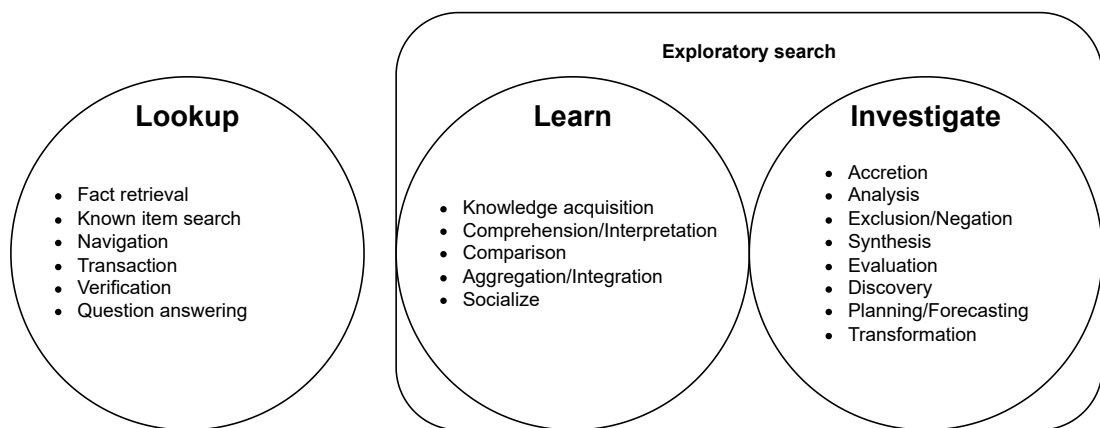 Exploratory search
Lookup
Fact retrieval
Known item search
Navigation
Transaction
Verification
Question answering
Learn
Knowledge acquisition
Comprehension/Interpretation
Comparison
Aggregation/Integration
Socialize
Investigate
Accretion
Analysis
Exclusion/Negation
Synthesis
Evaluation
Discovery
Planning/Forecasting
Transformation